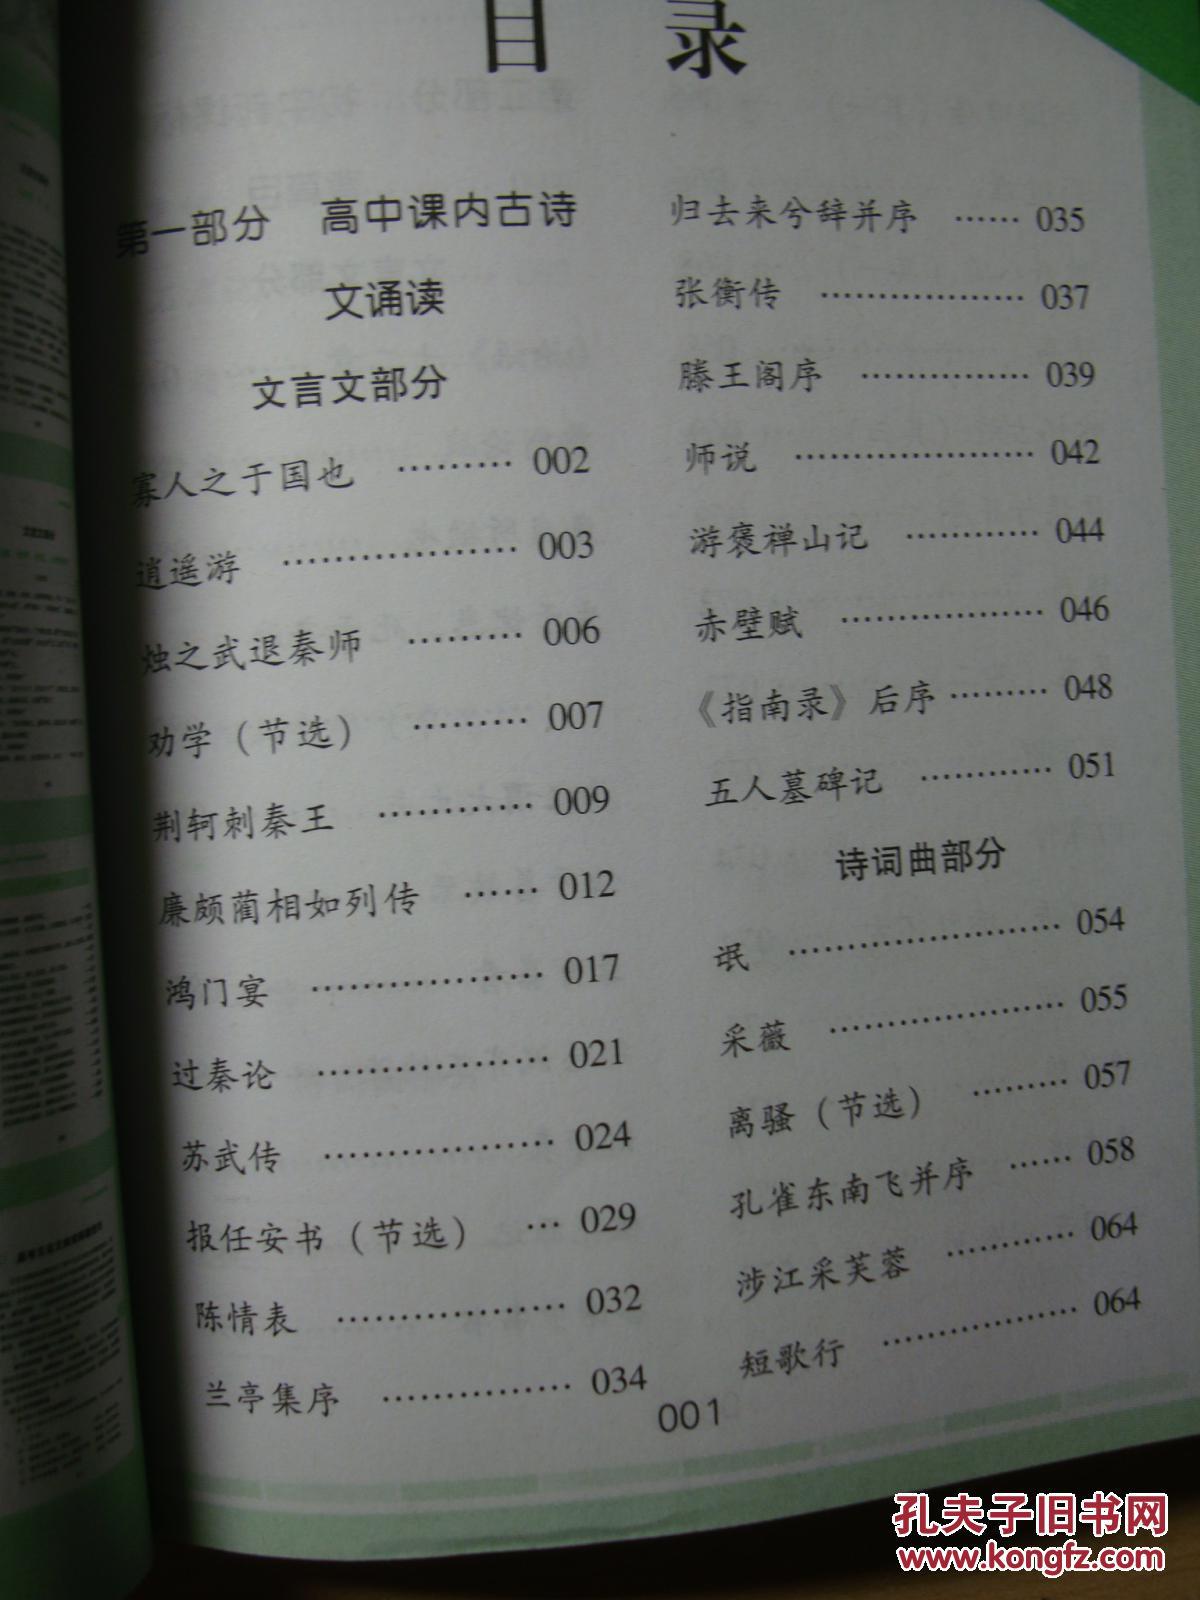 目 录
第一部分 高中课内古诗
文诵读
文言文部分
寡人之于国也 ……… 002
逍遥游 ……………… 003
烛之武退秦师 ……… 006
劝学（节选） ……… 007
荆轲刺秦王 ………… 009
廉颇蔺相如列传 …… 012
鸿门宴 ……………… 017
过秦论 ……………… 021
苏武传 ……………… 024
报任安书（节选） … 029
陈情表 ……………… 032
兰亭集序 …………… 034
归去来兮辞并序 …… 035
张衡传 ……………… 037
滕王阁序 …………… 039
师说 ………………… 042
游褒禅山记 ………… 044
赤壁赋 ……………… 046
《指南录》后序 ……… 048
五人墓碑记 ………… 051
诗词曲部分
氓 …………………… 054
采薇 ………………… 055
离骚（节选） ……… 057
孔雀东南飞并序 …… 058
涉江采芙蓉 ………… 064
短歌行 ……………… 064
001
孔夫子旧书网
www.kongfz.com